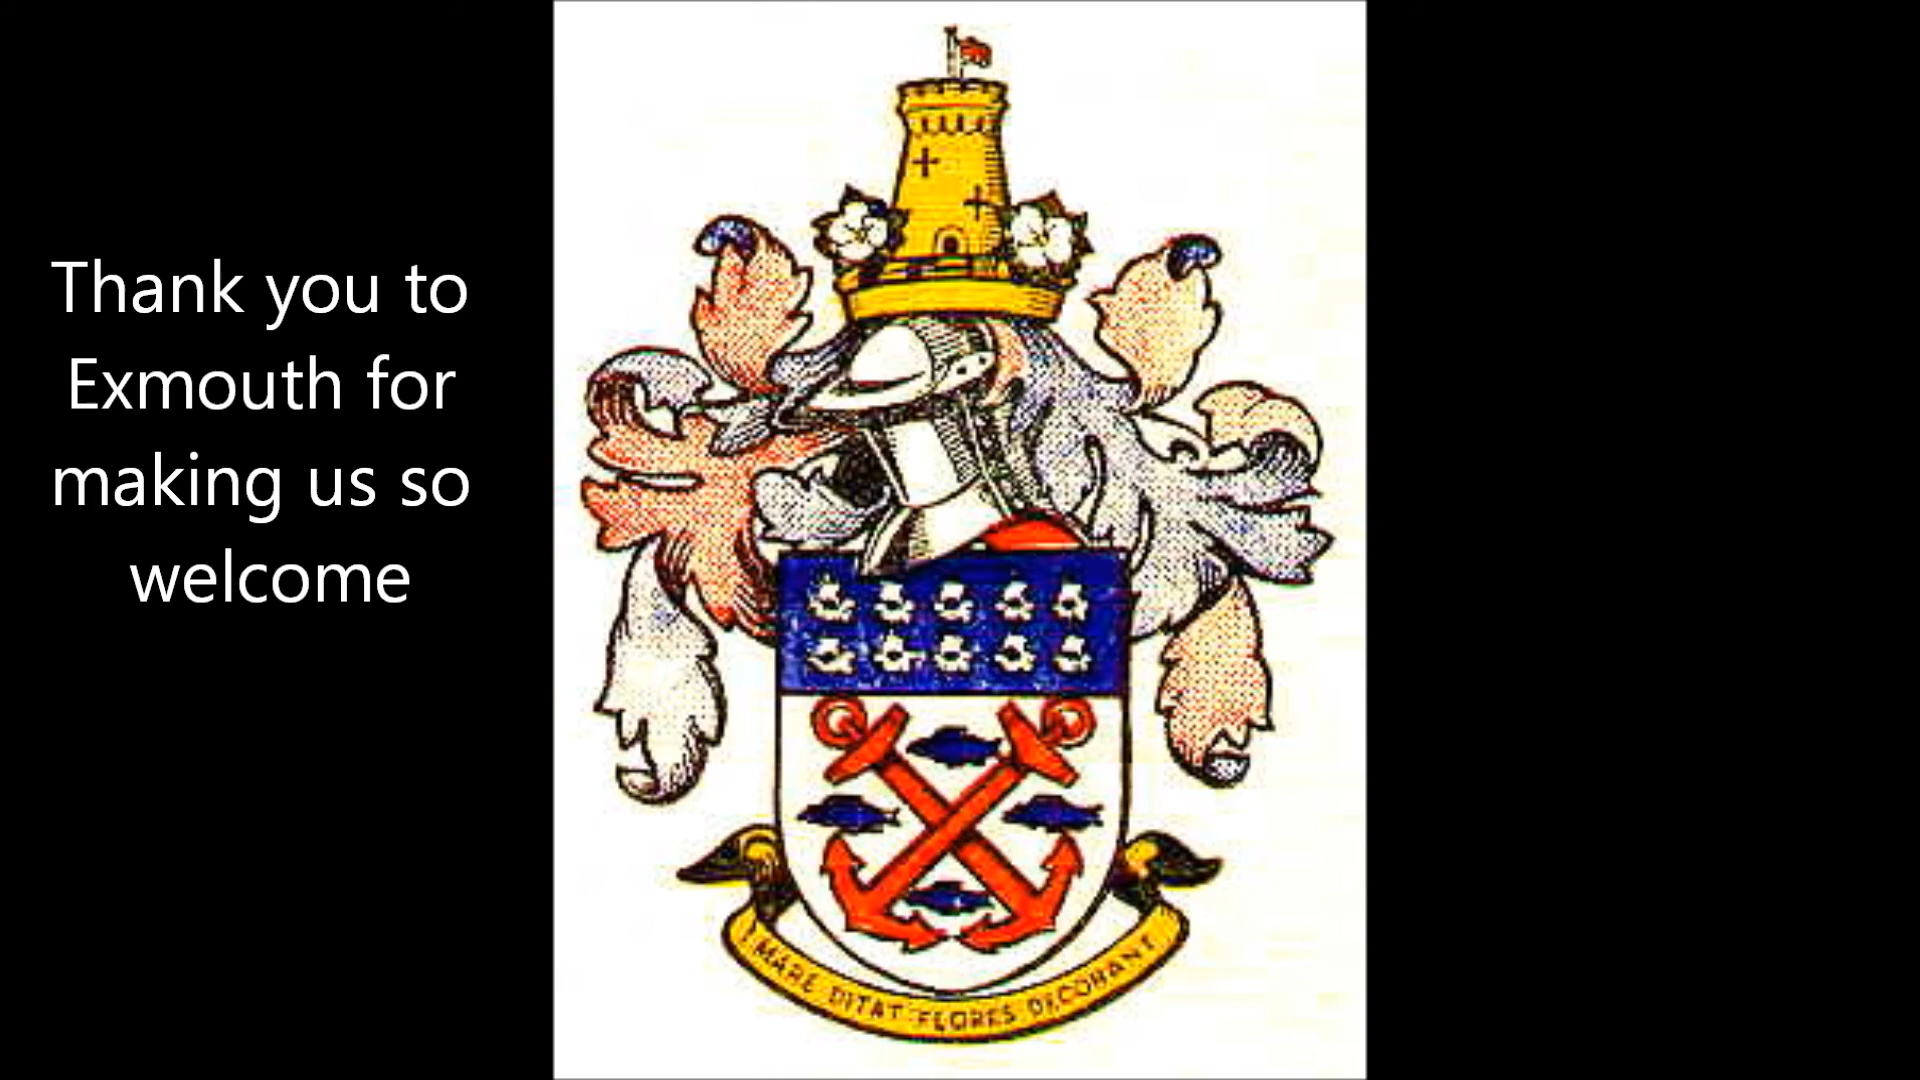 Thank you to
Exmouth for
making us so
welcome
MARE DITAT FLORES DECORANT